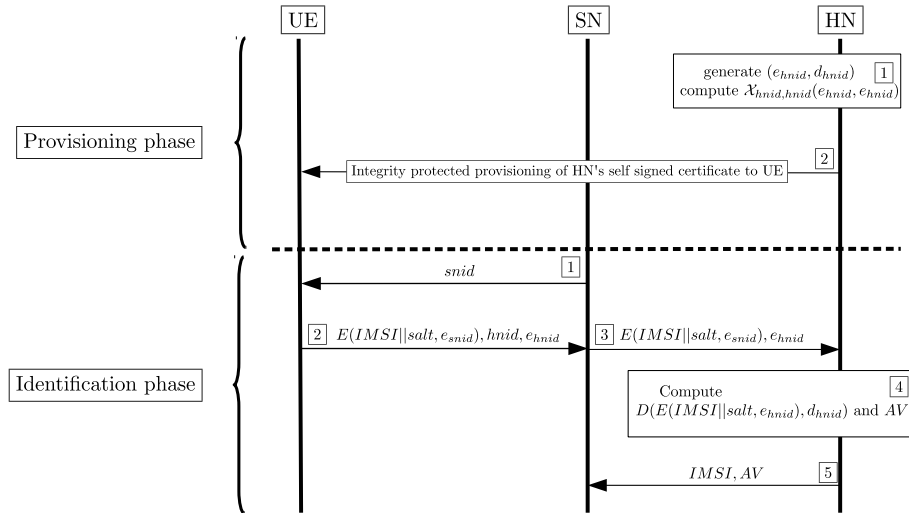 UE SN HN
generate (e_{hnid}, d_{hnid}) 1
compute 𝒳_{hnid,hnid}(e_{hnid}, e_{hnid})
Provisioning phase
2
Integrity protected provisioning of HN's self signed certificate to UE
snid 1
2 E(IMSI||salt, e_{snid}), hnid, e_{hnid}
3 E(IMSI||salt, e_{snid}), e_{hnid}
Identification phase
Compute 4
D(E(IMSI||salt, e_{hnid}), d_{hnid}) and AV
IMSI, AV 5